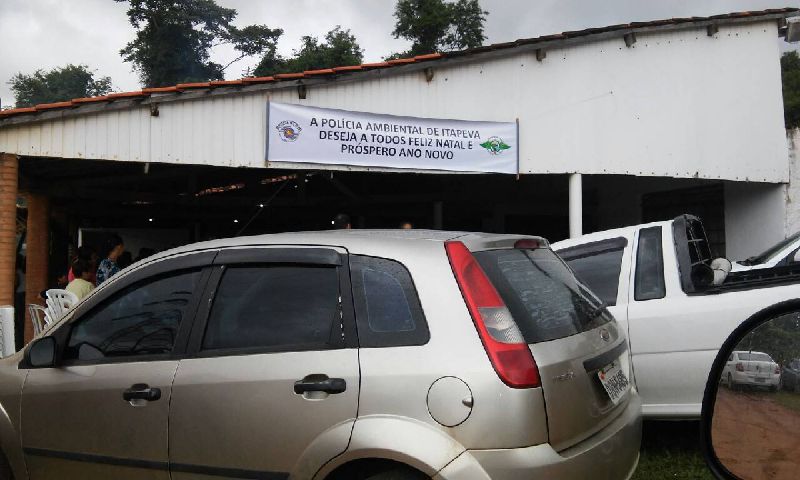 A POLÍCIA AMBIENTAL DE ITAPEVA
DESEJA A TODOS FELIZ NATAL E
PRÓSPERO ANO NOVO